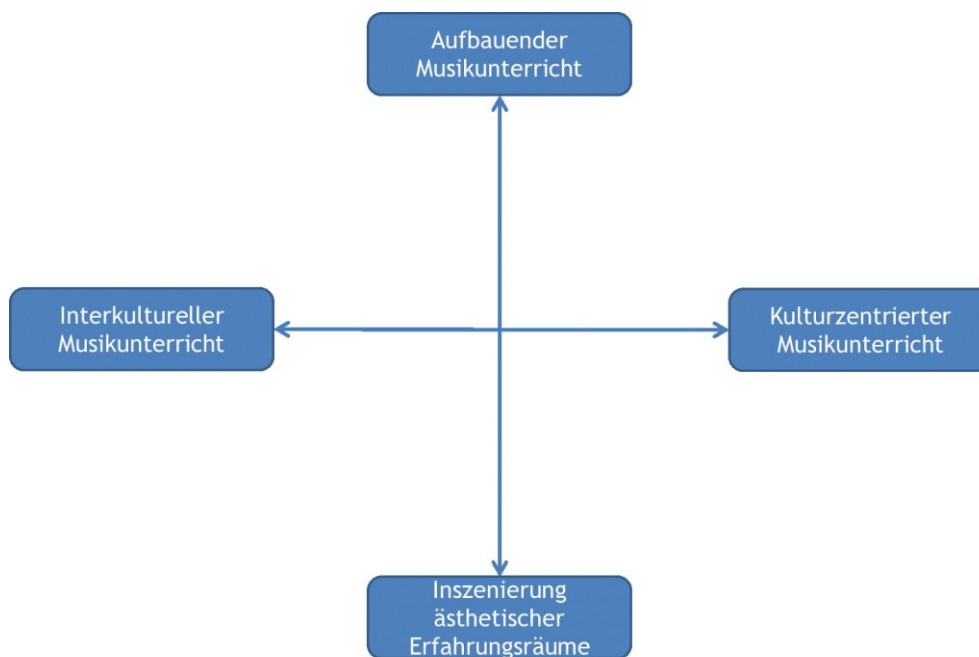 Aufbauender
Musikunterricht
Interkultureller
Musikunterricht
Kulturzentrierter
Musikunterricht
Inszenierung
ästhetischer
Erfahrungsräume